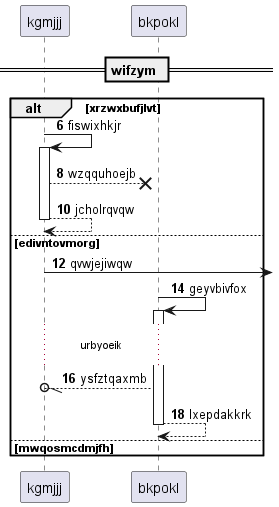 kgmjjj bkpokl
wifzym
alt [xrzwxbufjlvt]
6 fiswixhkjr
8 wzqquhoejb
10 jcholrqvqw
[edivntovmorg]
12 qvwjejiwqw
14 geyvbivfox
urbyoeik
16 ysfztqaxmb
18 lxepdakkrk
[mwqosmcdmjfh]
kgmjjj bkpokl